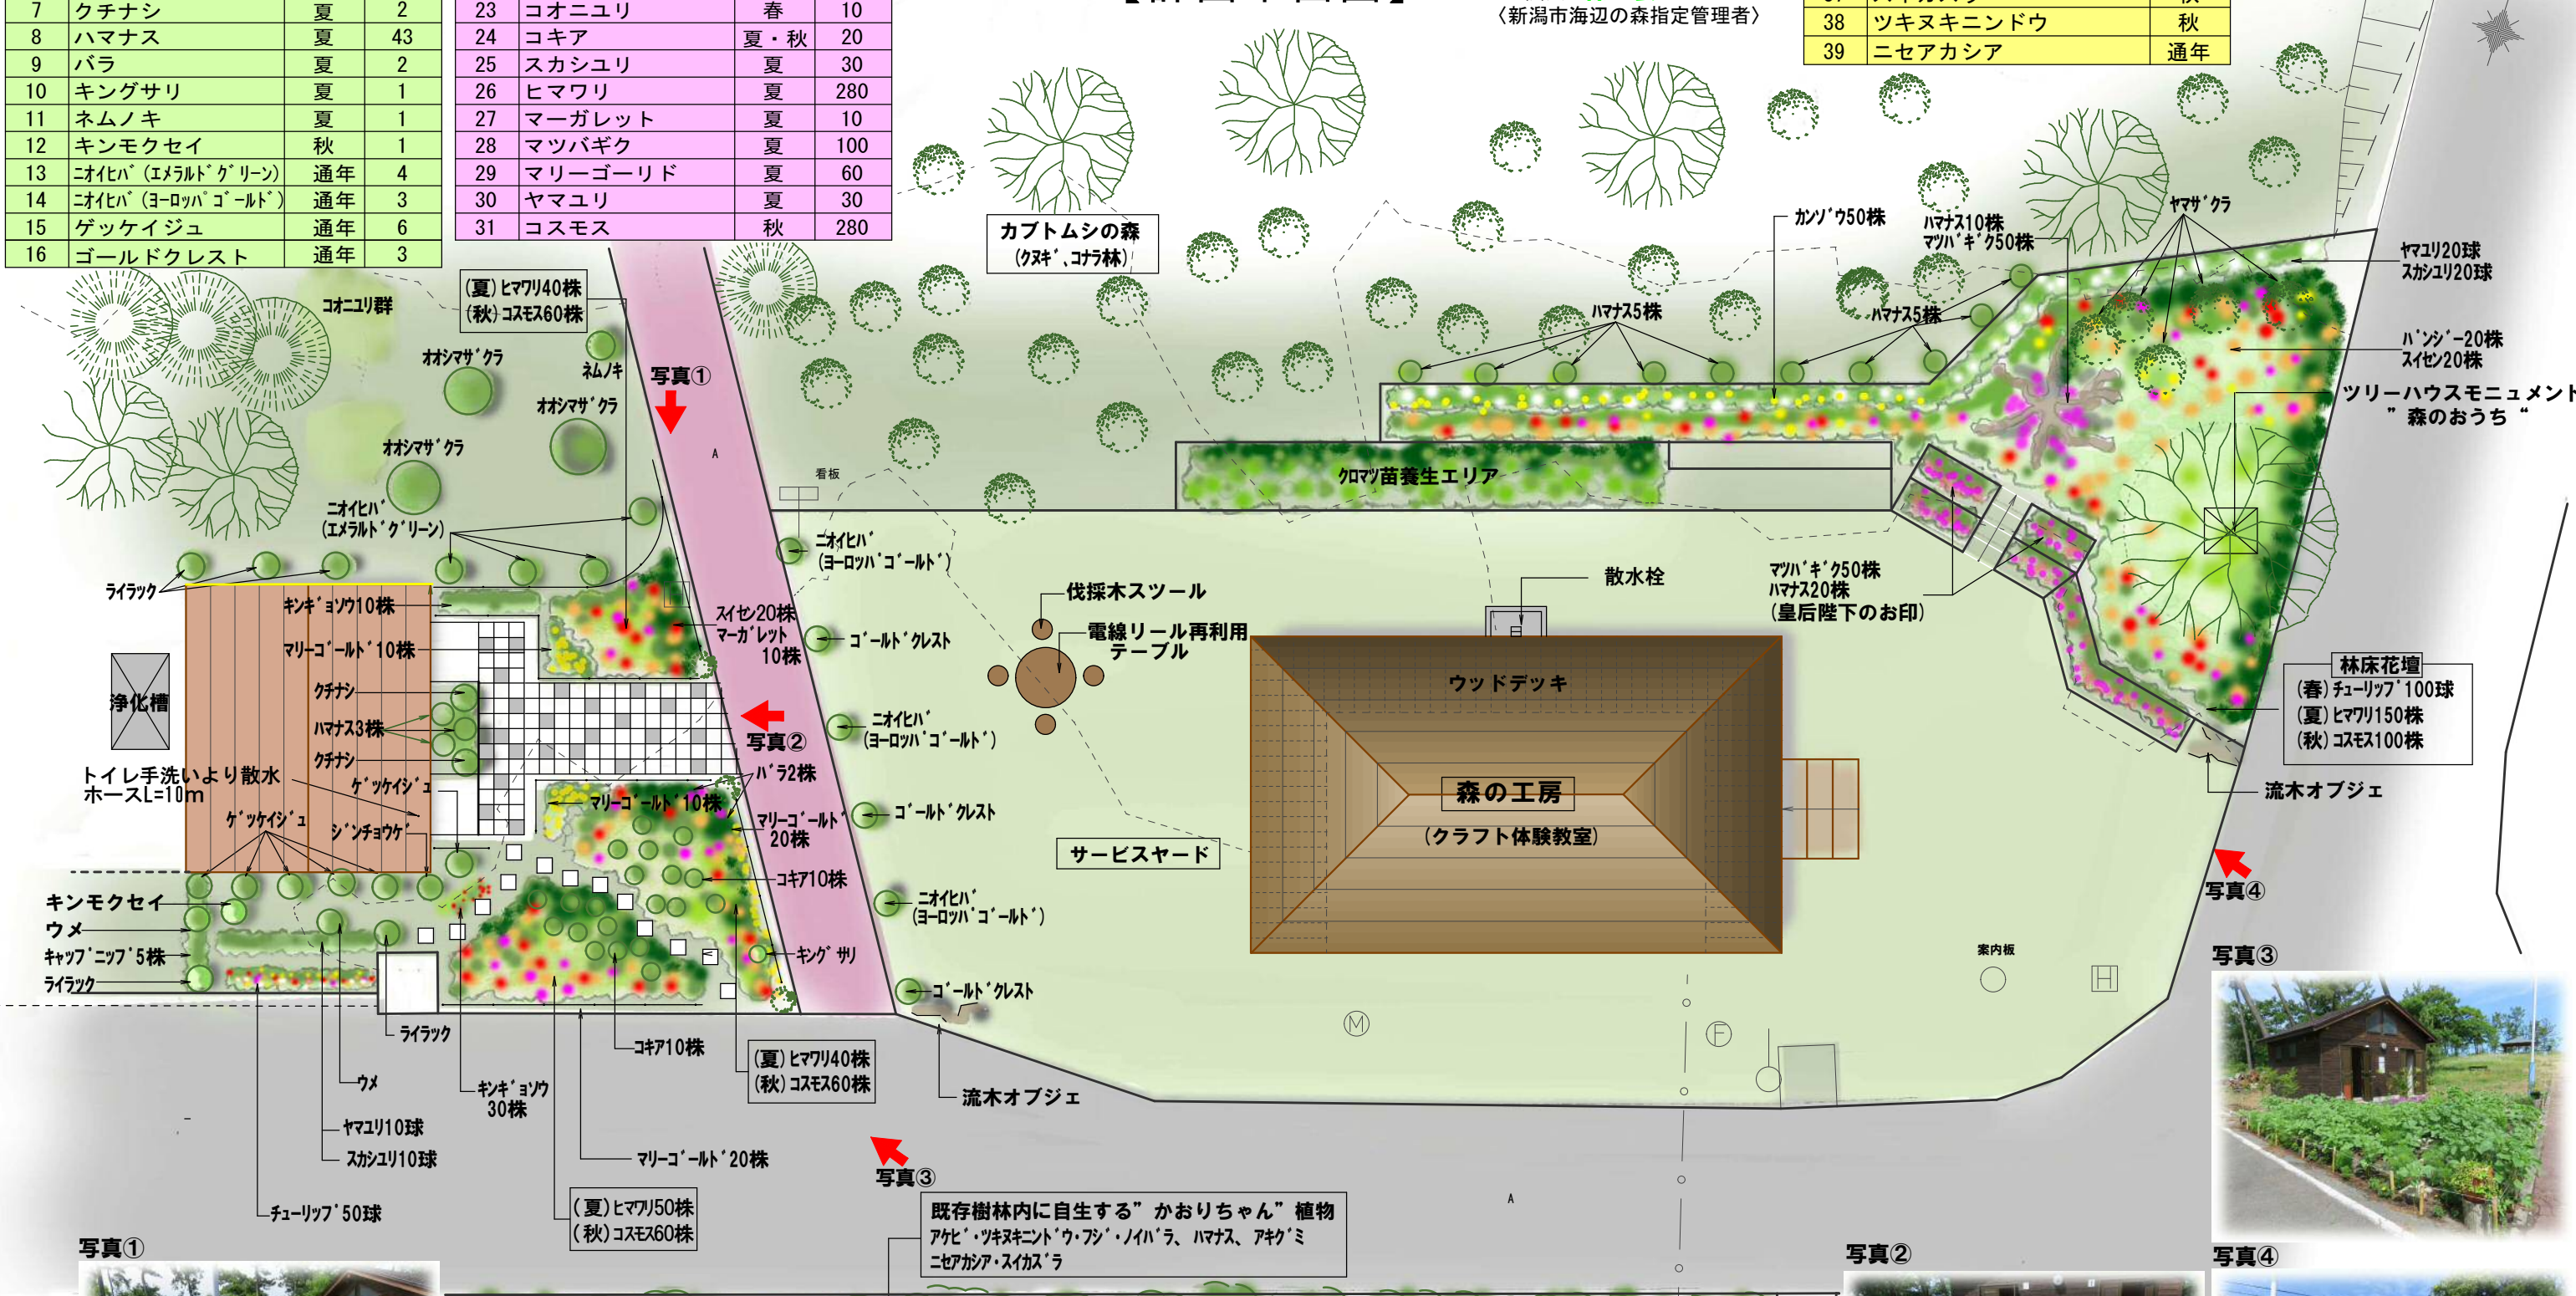 7 クチナシ 夏 2
8 ハマナス 夏 43
9 バラ 夏 2
10 キングサリ 夏 1
11 ネムノキ 夏 1
12 キンモクセイ 秋 1
13 ニオイヒバ(エメラルドグリーン) 通年 4
14 ニオイヒバ(ヨーロッパゴールド) 通年 3
15 ゲッケイジュ 通年 6
16 ゴールドクレスト 通年 3
23 コオニユリ 春 10
24 コキア 夏・秋 20
25 スカシユリ 夏 30
26 ヒマワリ 夏 280
27 マーガレット 夏 10
28 マツバギク 夏 100
29 マリーゴーリド 夏 60
30 ヤマユリ 夏 30
31 コスモス 秋 280
〈新潟市海辺の森指定管理者〉
38 ツキヌキニンドウ 秋
39 ニセアカシア 通年
カブトムシの森
(クヌギ、コナラ林)
カンゾウ50株
ハマナス10株
マツバギク50株
ヤマザクラ
ヤマユリ20球
スカシユリ20球
コオニユリ群
(夏)ヒマワリ40株
(秋)コスモス60株
オオシマザクラ
ネムノキ
写真①
オオシマザクラ
オオシマザクラ
ハマナス5株
ハマナス5株
パンジー20株
スイセン20株
ツリーハウスモニュメント
”森のおうち“
A
看板
クロマツ苗養生エリア
ニオイヒバ
(エメラルドグリーン)
ニオイヒバ
(ヨーロッパゴールド)
ライラック
キンギョソウ10株
マリーゴールド10株
スイセン20株
マーガレット
10株
ゴールドクレスト
伐採木スツール
電線リール再利用
テーブル
散水栓
マツバギク50株
ハマナス20株
(皇后陛下のお印)
ウッドデッキ
林床花壇
(春)チューリップ100球
(夏)ヒマワリ150株
(秋)コスモス100株
浄化槽
クチナシ
ハマナス3株
クチナシ
写真②
ニオイヒバ
(ヨーロッパゴールド)
トイレ手洗いより散水
ホースL=10m
ゲッケイジュ
バラ2株
マリーゴールド10株
マリーゴールド
20株
ゴールドクレスト
森の工房
(クラフト体験教室)
流木オブジェ
ゲッケイジュ
ジンチョウゲ
サービスヤード
コキア10株
写真④
キンモクセイ
ウメ
キャップニップ5株
ライラック
ニオイヒバ
(ヨーロッパゴールド)
キングサリ
案内板
H
写真③
ゴールドクレスト
M
F
ライラック
コキア10株
(夏)ヒマワリ40株
(秋)コスモス60株
ウメ
キンギョソウ
30株
流木オブジェ
ヤマユリ10球
スカシユリ10球
マリーゴールド20株
写真③
チューリップ50球
(夏)ヒマワリ50株
(秋)コスモス60株
A
既存樹林内に自生する”かおりちゃん”植物
アケビ・ツキヌキニンドウ・フジ・ノイバラ、ハマナス、アキグミ
ニセアカシア・スイカズラ
写真①
写真②
写真④